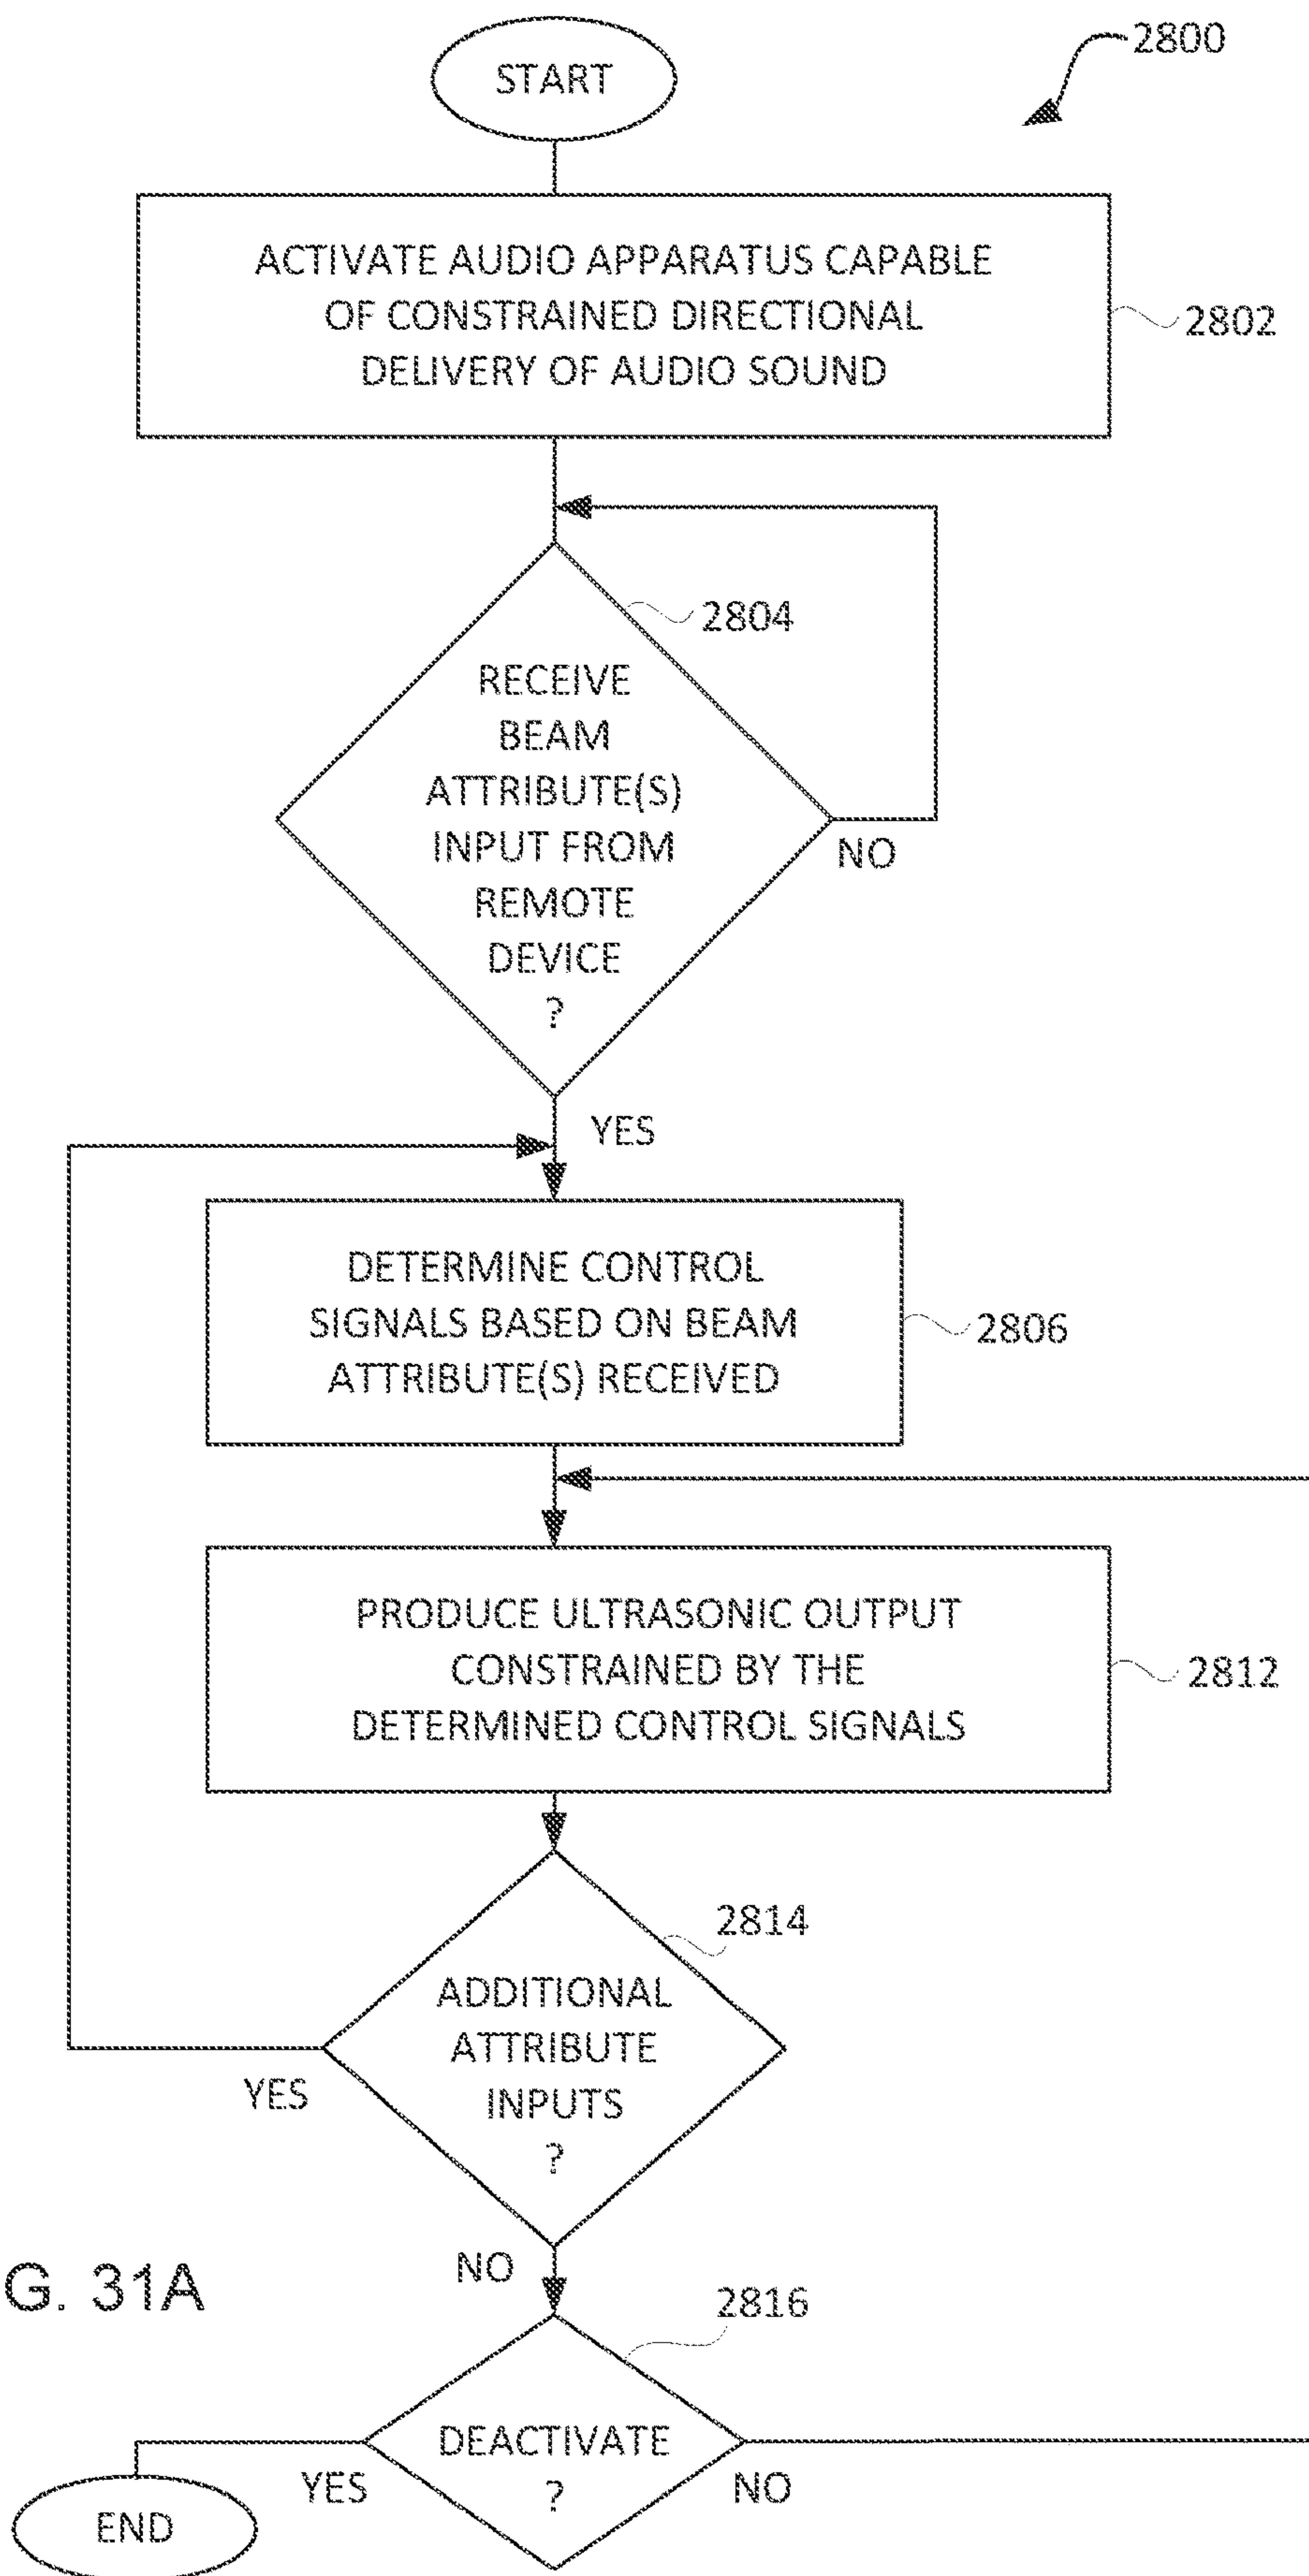 START
2800
ACTIVATE AUDIO APPARATUS CAPABLE
OF CONSTRAINED DIRECTIONAL
DELIVERY OF AUDIO SOUND
2802
2804
RECEIVE
BEAM
ATTRIBUTE(S)
INPUT FROM
REMOTE
DEVICE
?
NO
YES
DETERMINE CONTROL
SIGNALS BASED ON BEAM
ATTRIBUTE(S) RECEIVED
2806
PRODUCE ULTRASONIC OUTPUT
CONSTRAINED BY THE
DETERMINED CONTROL SIGNALS
2812
2814
ADDITIONAL
ATTRIBUTE
INPUTS
?
YES
NO
G. 31A
2816
DEACTIVATE
?
YES
NO
END